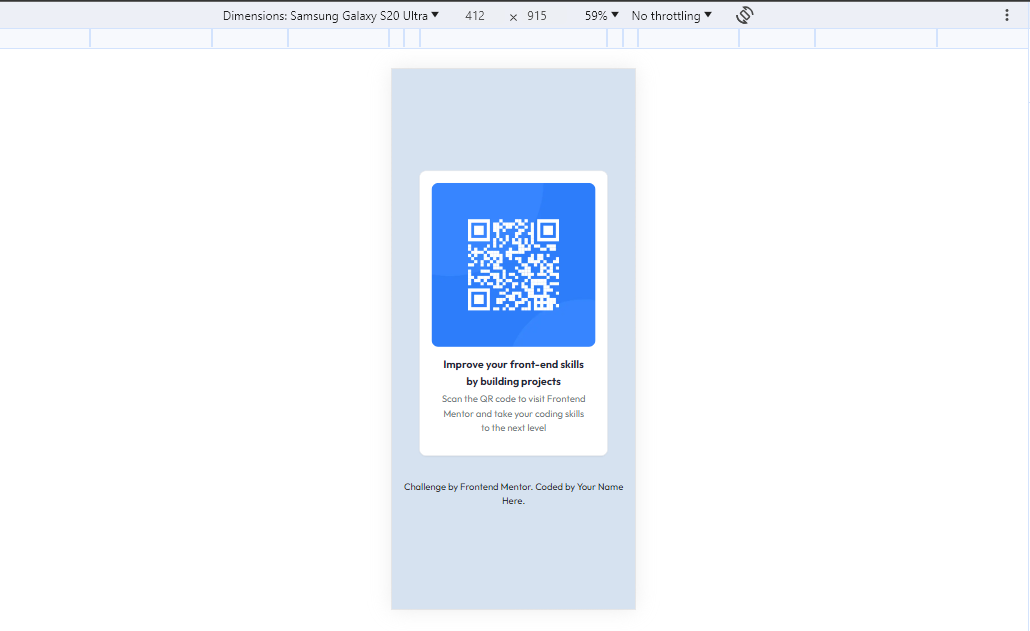 Dimensions: Samsung Galaxy S20 Ultra 412 × 915 59% No throttling
Improve your front-end skills
by building projects
Scan the QR code to visit Frontend
Mentor and take your coding skills
to the next level
Challenge by Frontend Mentor. Coded by Your Name
Here.